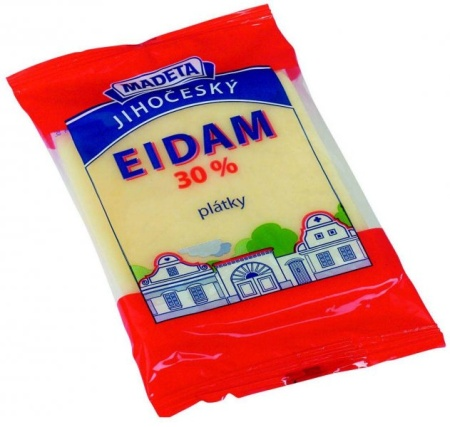 MADETA
JIHOČESKÝ
EIDAM
30 %
plátky